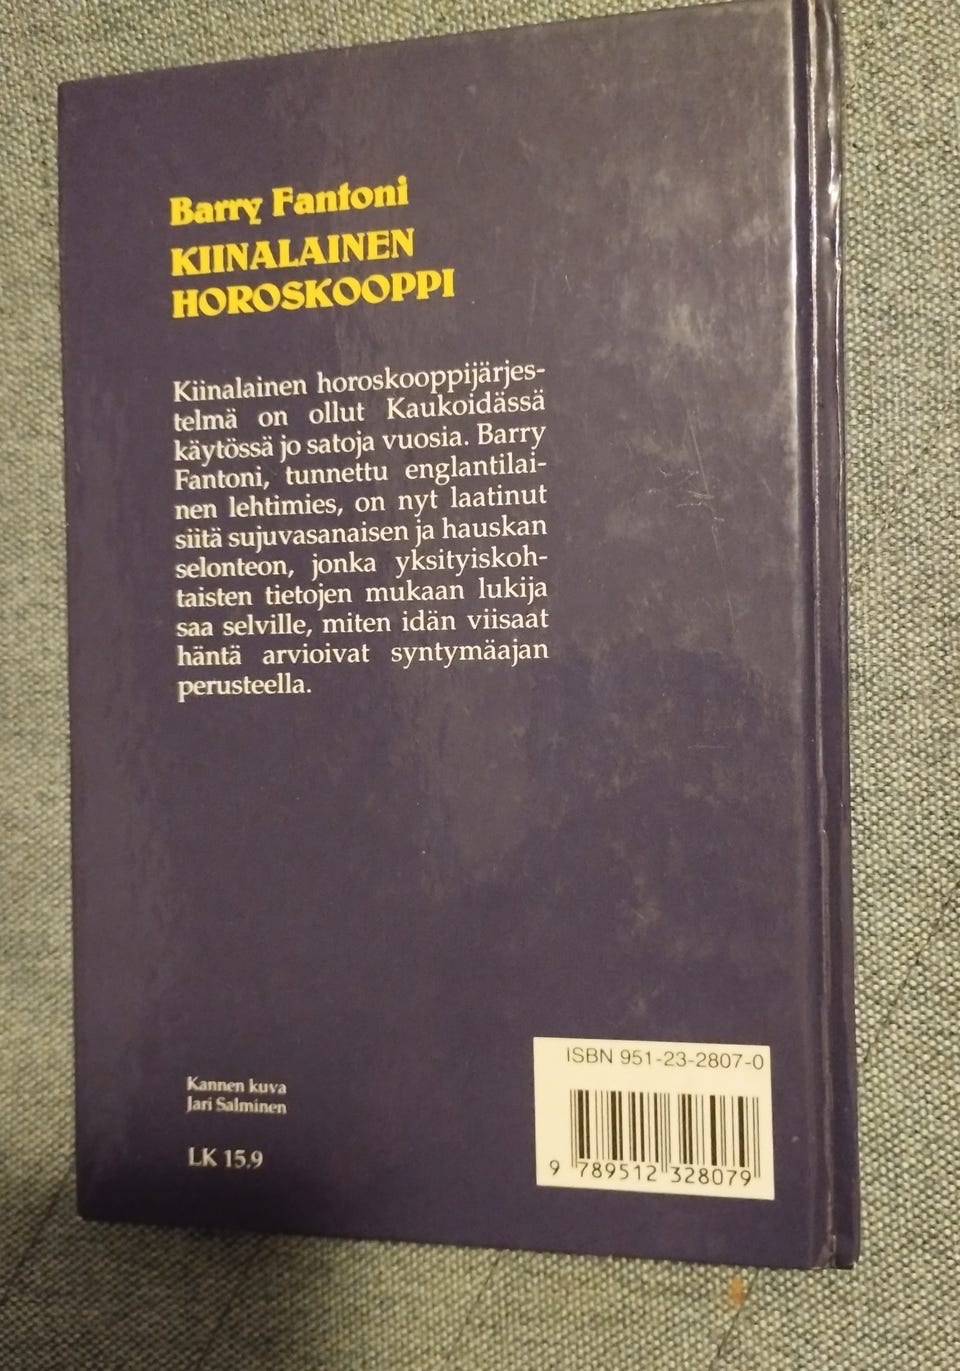 Barry Fantoni
KIINALAINEN
HOROSKOOPPI
Kiinalainen horoskooppijärjes-
telmä on ollut Kaukoidässä
käytössä jo satoja vuosia. Barry
Fantoni, tunnettu englantilai-
nen lehtimies, on nyt laatinut
siitä sujuvasanaisen ja hauskan
selonteon, jonka yksityiskoh-
taisten tietojen mukaan lukija
saa selville, miten idän viisaat
häntä arvioivat syntymäajan
perusteella.
Kannen kuva
Jari Salminen
LK 15.9
ISBN 951-23-2807-0
9 789512 328079